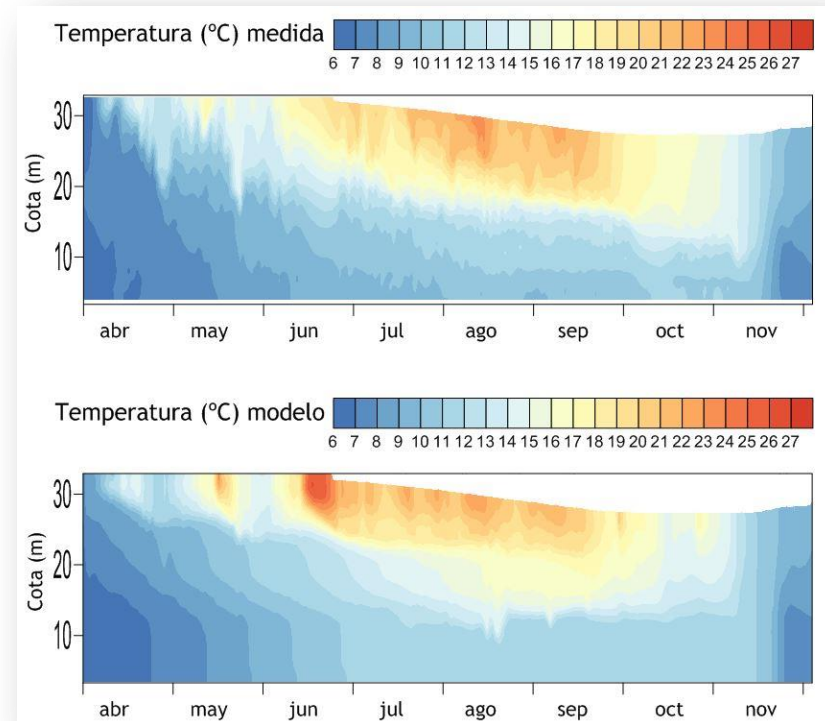 Temperatura (ºC) medida
6 7 8 9 10 11 12 13 14 15 16 17 18 19 20 21 22 23 24 25 26 27
Cota (m)
30
20
10
abr may jun jul ago sep oct nov
Temperatura (ºC) modelo
6 7 8 9 10 11 12 13 14 15 16 17 18 19 20 21 22 23 24 25 26 27
Cota (m)
30
20
10
abr may jun jul ago sep oct nov